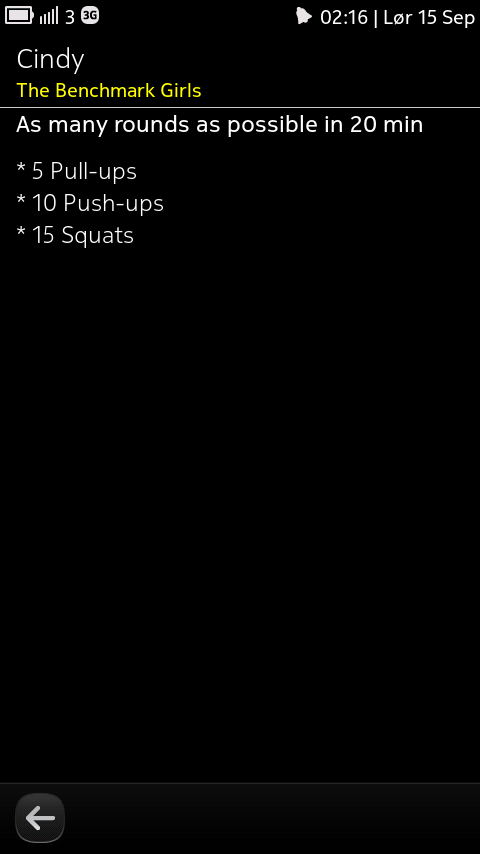 3 3G 02:16 | Lør 15 Sep
Cindy
The Benchmark Girls
As many rounds as possible in 20 min
* 5 Pull-ups
* 10 Push-ups
* 15 Squats